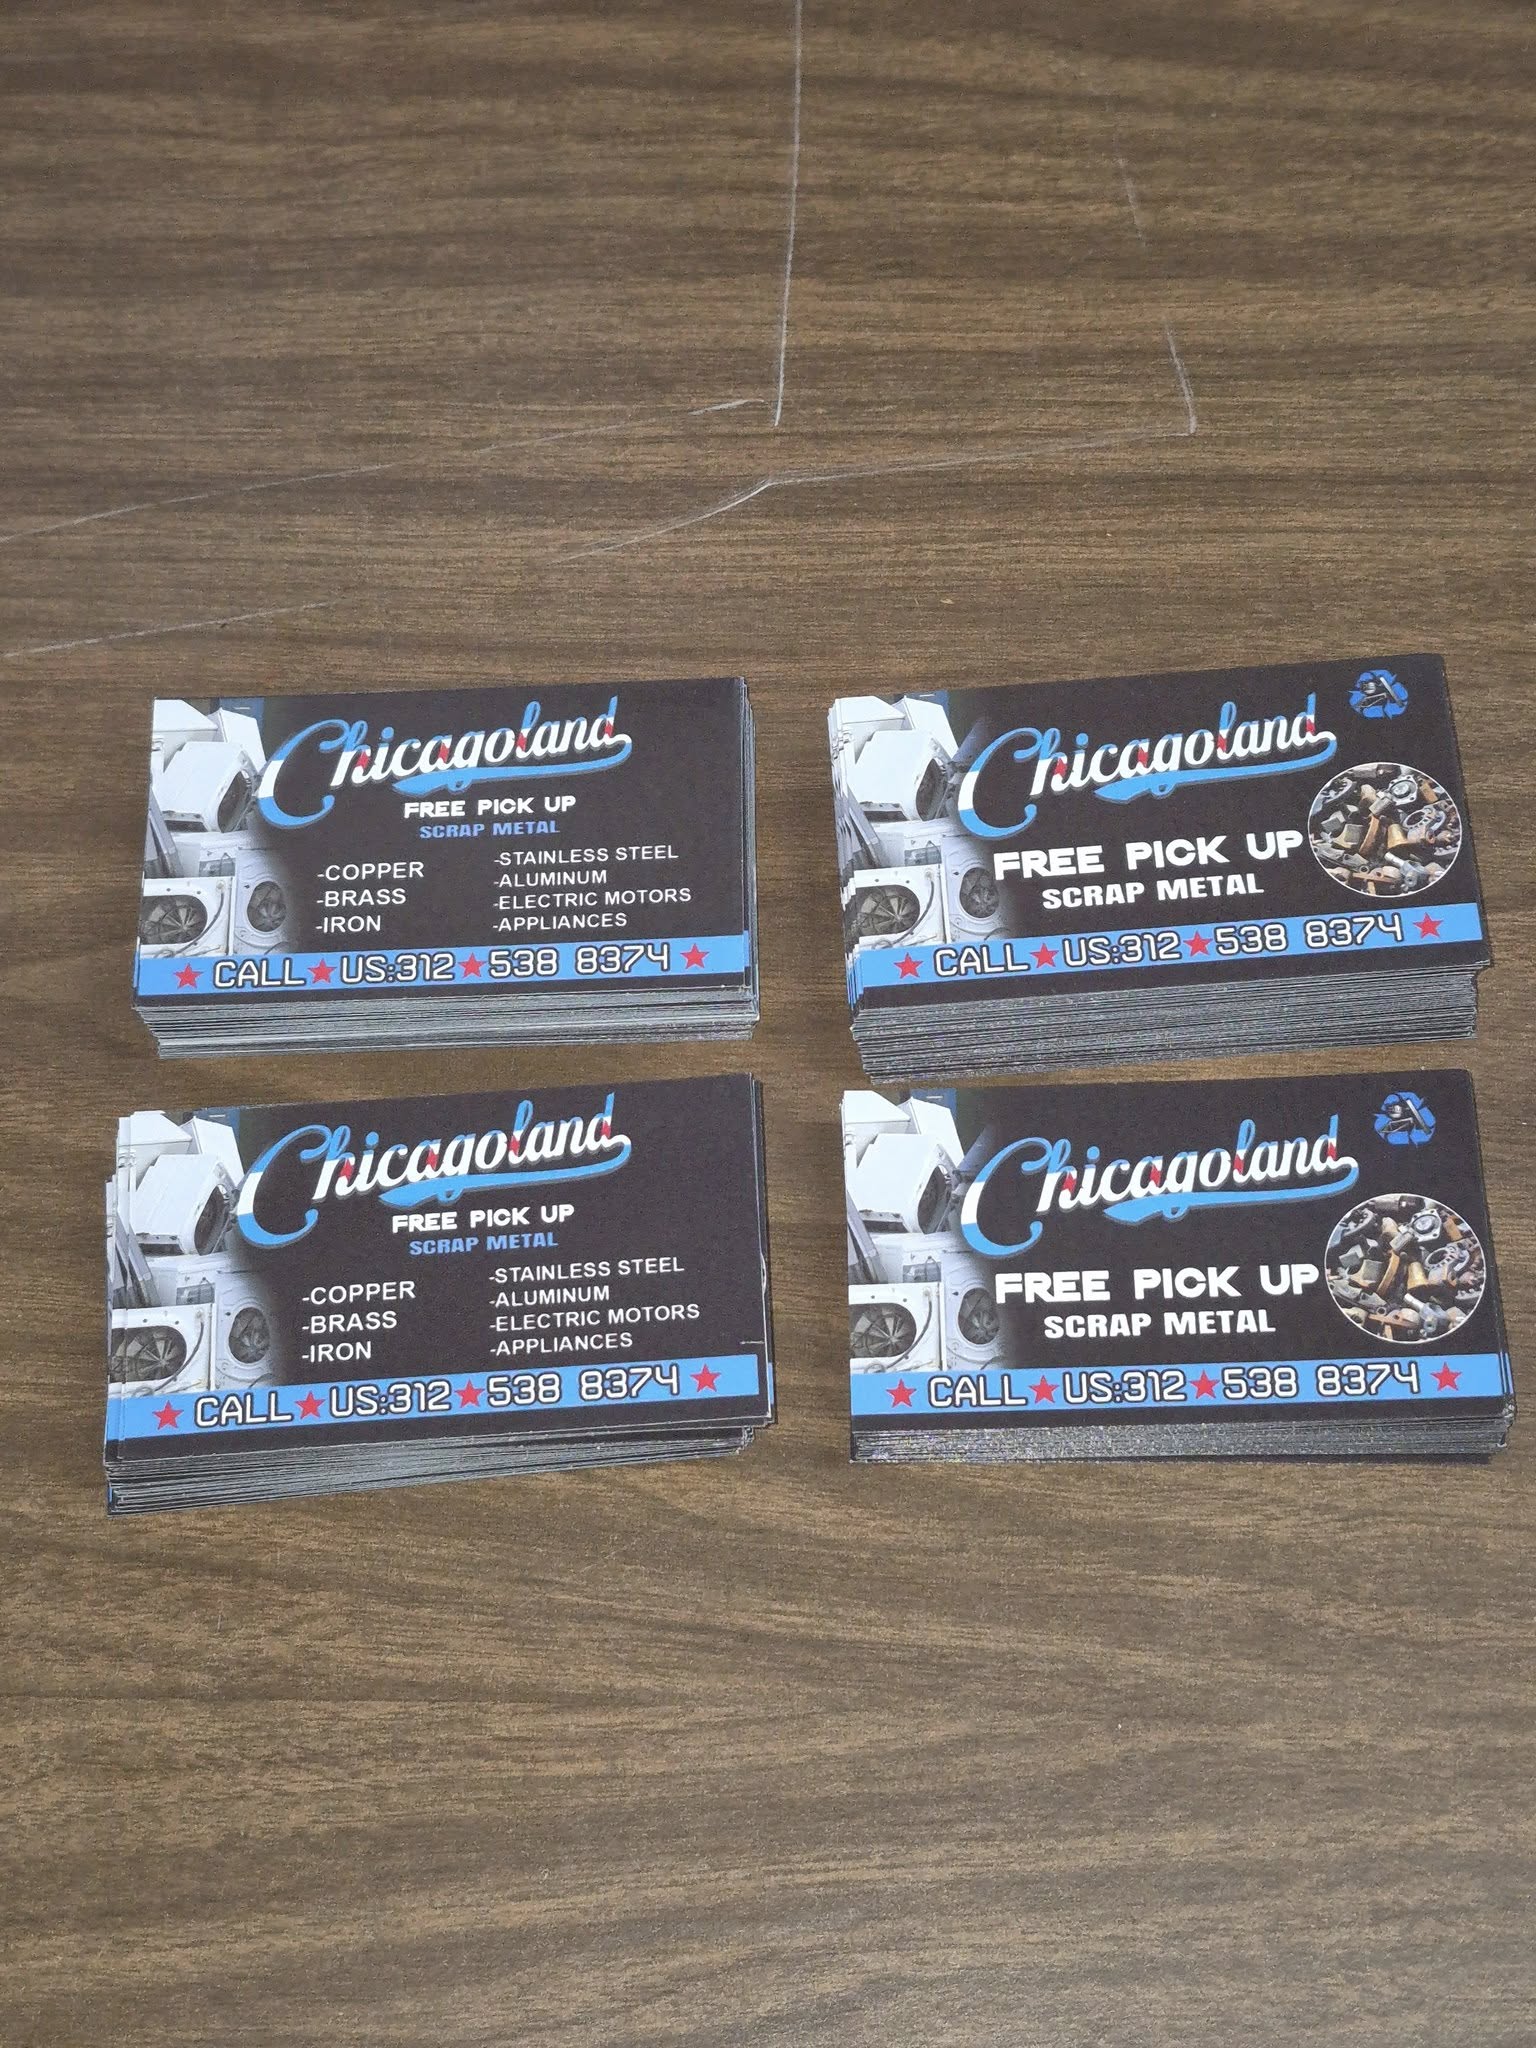 Chicagoland
FREE PICK UP
SCRAP METAL
-COPPER
-BRASS
-IRON
-STAINLESS STEEL
-ALUMINUM
-ELECTRIC MOTORS
-APPLIANCES
CALL US:312 538 8374
Chicagoland
FREE PICK UP
SCRAP METAL
CALL US:312 538 8374
Chicagoland
FREE PICK UP
SCRAP METAL
-COPPER
-BRASS
-IRON
-STAINLESS STEEL
-ALUMINUM
-ELECTRIC MOTORS
-APPLIANCES
CALL US:312 538 8374
Chicagoland
FREE PICK UP
SCRAP METAL
CALL US:312 538 8374